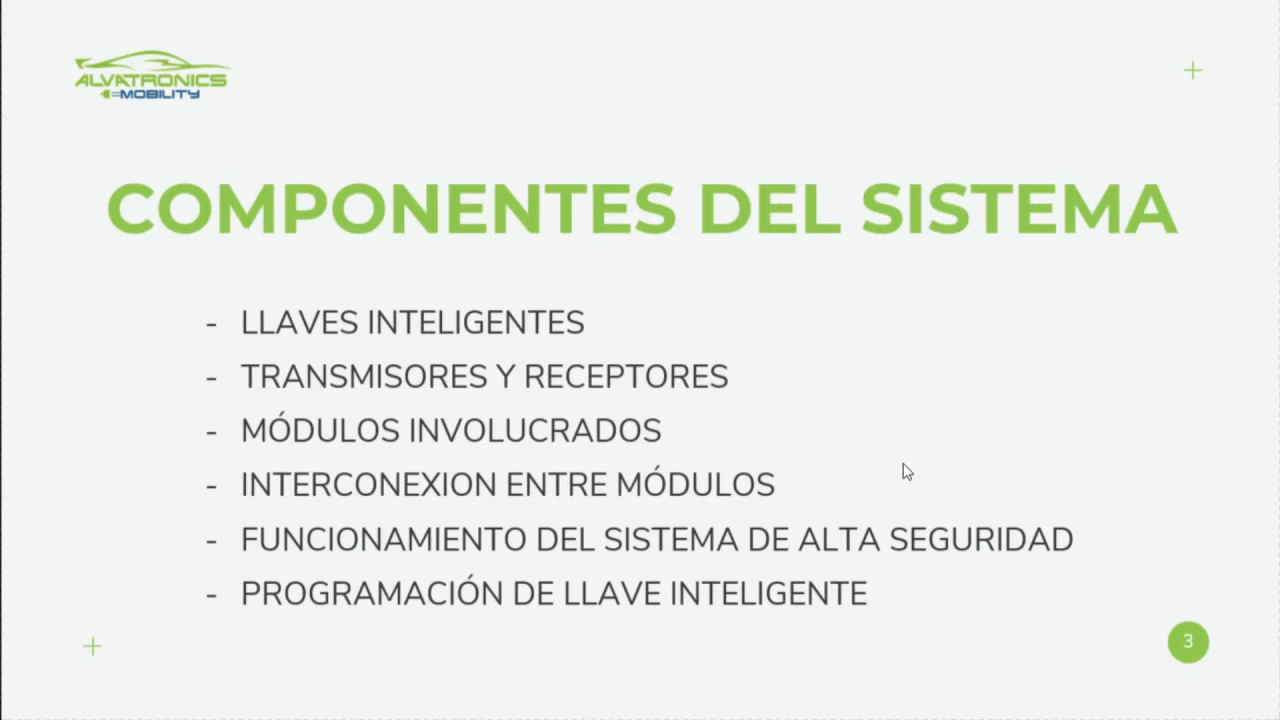 ALVATRONICS
MOBILITY
COMPONENTES DEL SISTEMA
- LLAVES INTELIGENTES
- TRANSMISORES Y RECEPTORES
- MÓDULOS INVOLUCRADOS
- INTERCONEXION ENTRE MÓDULOS
- FUNCIONAMIENTO DEL SISTEMA DE ALTA SEGURIDAD
- PROGRAMACIÓN DE LLAVE INTELIGENTE
3